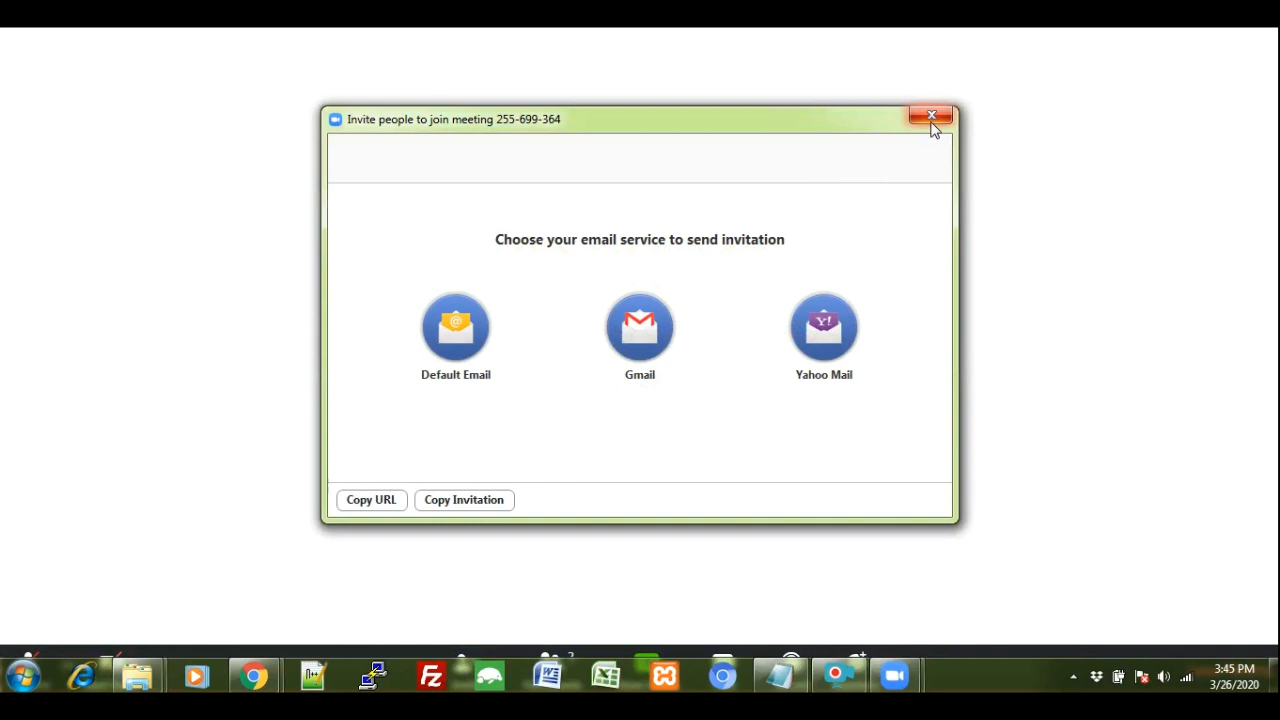 Invite people to join meeting 255-699-364
Choose your email service to send invitation
@
Y!
Default Email
Gmail
Yahoo Mail
Copy URL
Copy Invitation
2
3:45 PM
3/26/2020